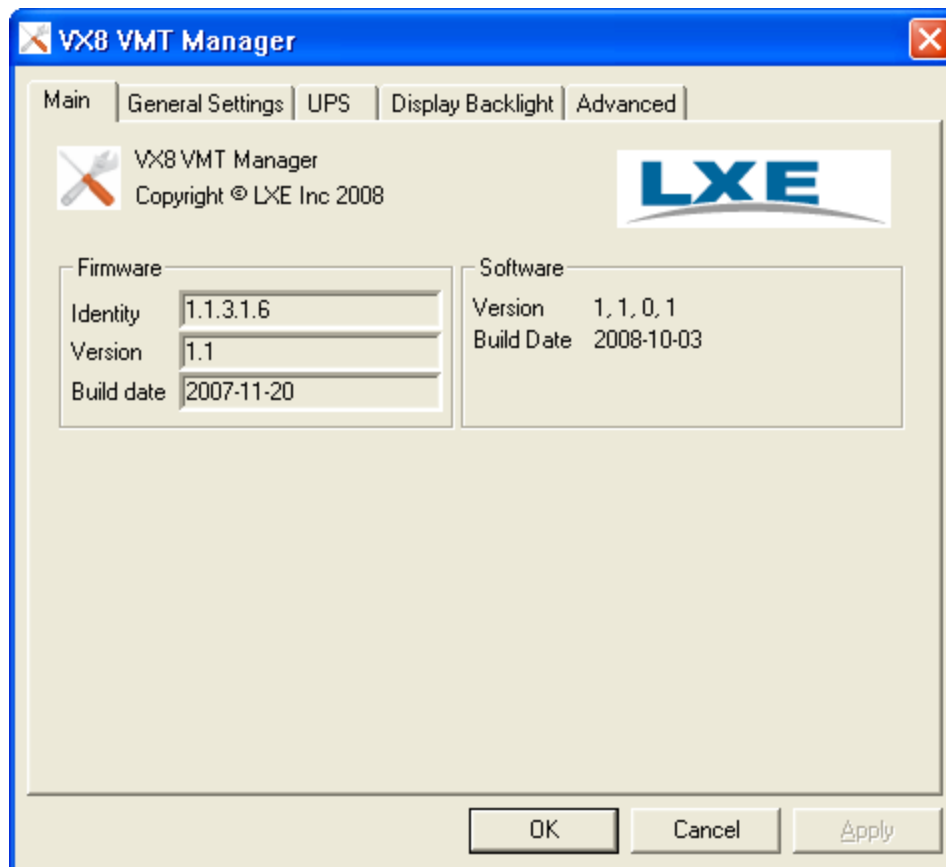 VX8 VMT Manager
Main General Settings UPS Display Backlight Advanced
VX8 VMT Manager
Copyright © LXE Inc 2008
LXE
Firmware
Identity 1.1.3.1.6
Version 1.1
Build date 2007-11-20
Software
Version 1, 1, 0, 1
Build Date 2008-10-03
OK Cancel Apply